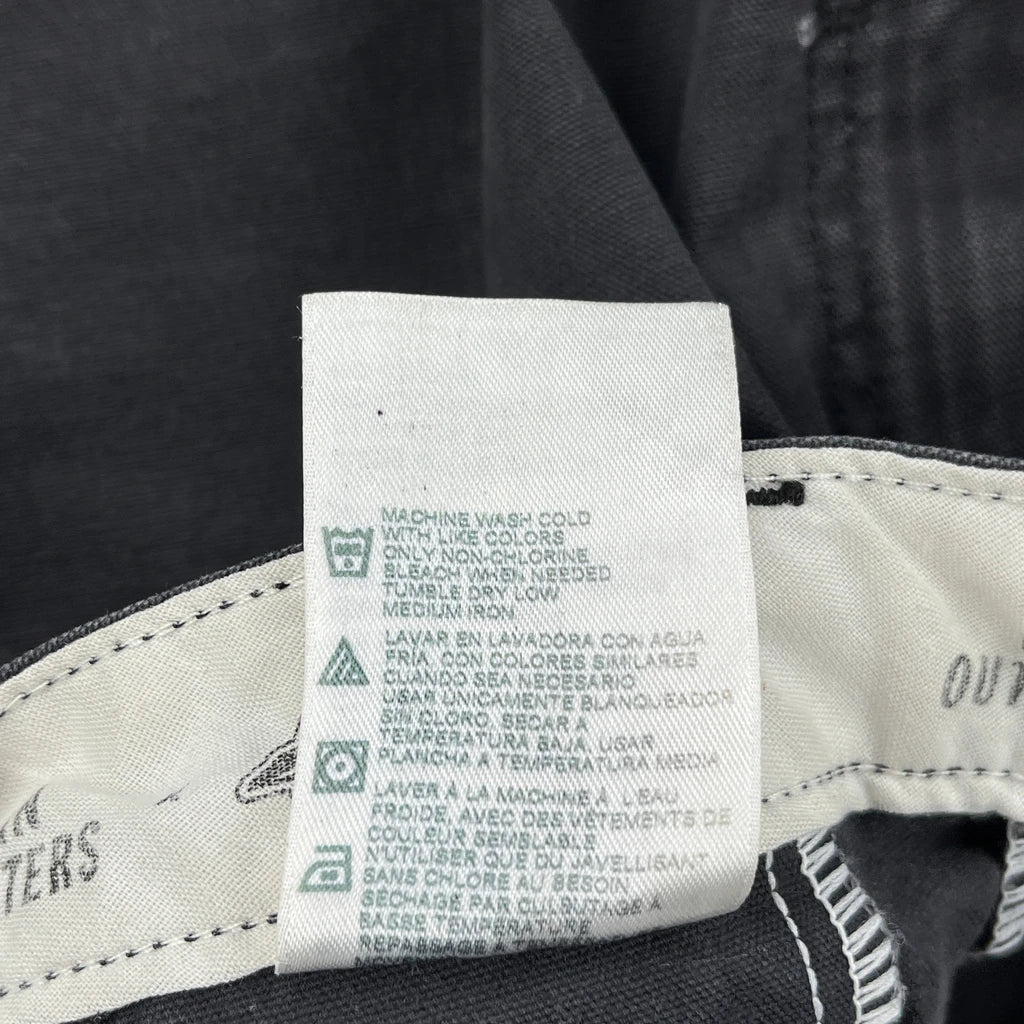 MACHINE WASH COLD
WITH LIKE COLORS
ONLY NON-CHLORINE
BLEACH WHEN NEEDED
TUMBLE DRY LOW
MEDIUM IRON
LAVAR EN LAVADORA CON AGUA
FRIA, CON COLORES SIMILARES
CUANDO SEA NECESARIO
USAR UNICAMENTE BLANQUEADOR
SIN CLORO, SECAR A
TEMPERATURA BAJA, USAR
PLANCHA A TEMPERATURA MEDIA
LAVER À LA MACHINE À L'EAU
FROIDE, AVEC DES VÊTEMENTS DE
COULEUR SEMBLABLE
N'UTILISER QUE DU JAVELLISANT
SANS CHLORE AU BESOIN
SÉCHAGE PAR CULBUTAGE À
BASSE TEMPÉRATURE
REPASSAGE À
TERS
OUT